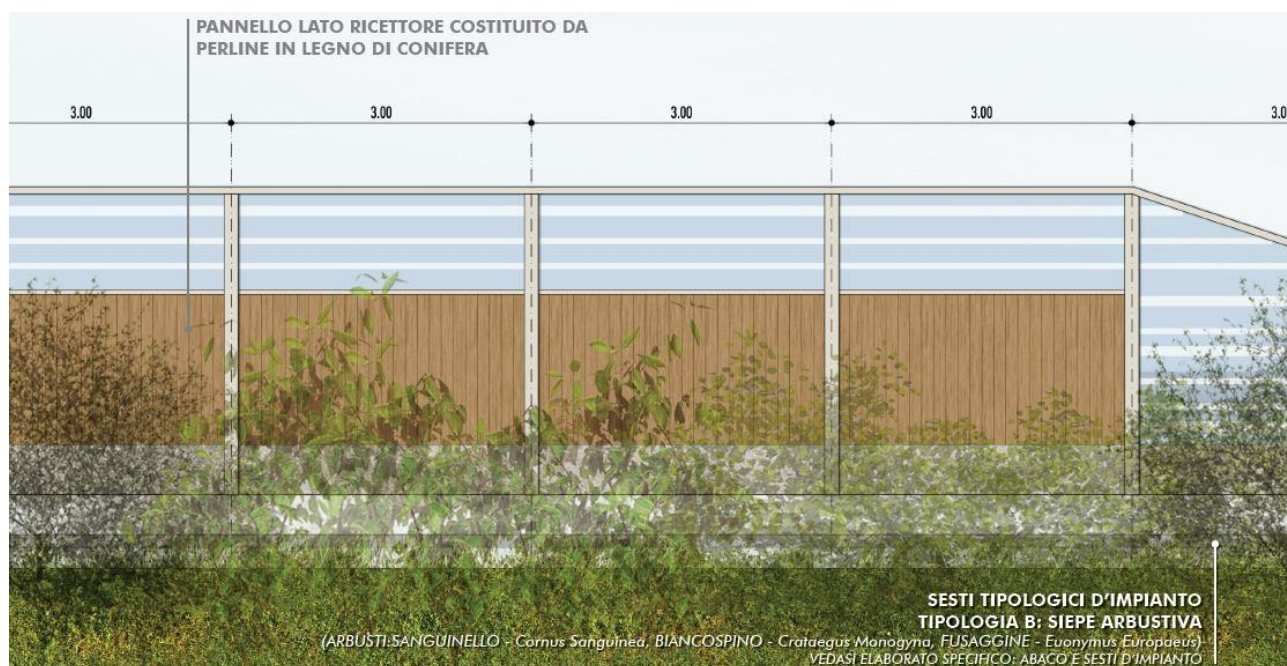 PANNELLO LATO RICETTORE COSTITUITO DA
PERLINE IN LEGNO DI CONIFERA
3.00 3.00 3.00 3.00 3.0
SESTI TIPOLOGICI D'IMPIANTO
TIPOLOGIA B: SIEPE ARBUSTIVA
(ARBUSTI:SANGUINELLO - Cornus Sanguinea, BIANCOSPINO - Crataegus Monogyna, FUSAGGINE - Euonymus Europaeus)
VEDASI ELABORATO SPECIFICO: ABACO E SESTI D'IMPIANTO